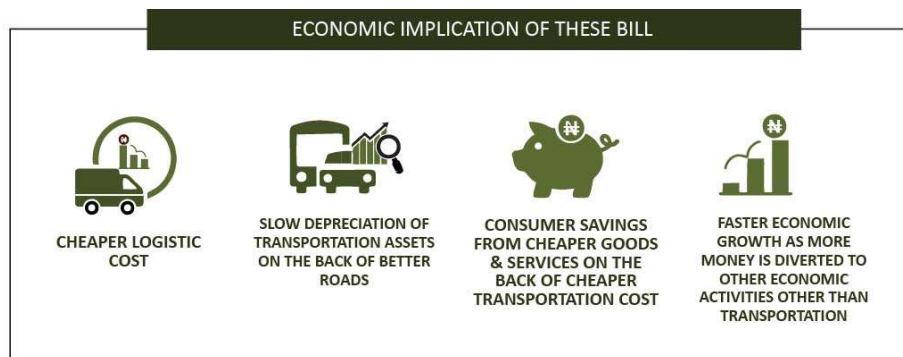 ECONOMIC IMPLICATION OF THESE BILL
₦
CHEAPER LOGISTIC
COST
SLOW DEPRECIATION OF
TRANSPORTATION ASSETS
ON THE BACK OF BETTER
ROADS
₦
CONSUMER SAVINGS
FROM CHEAPER GOODS
& SERVICES ON THE
BACK OF CHEAPER
TRANSPORTATION COST
₦
FASTER ECONOMIC
GROWTH AS MORE
MONEY IS DIVERTED TO
OTHER ECONOMIC
ACTIVITIES OTHER THAN
TRANSPORTATION